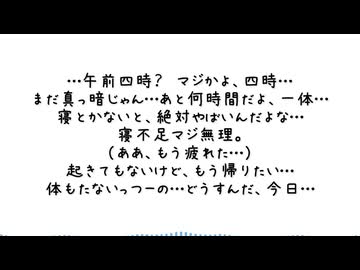 …午前四時？ マジかよ、四時…
まだ真っ暗じゃん…あと何時間だよ、一体…
寝とかないと、絶対やばいんだよな…
寝不足マジ無理。
(ああ、もう疲れた…)
起きてもないけど、もう帰りたい…
体もたないっつーの…どうすんだ、今日…